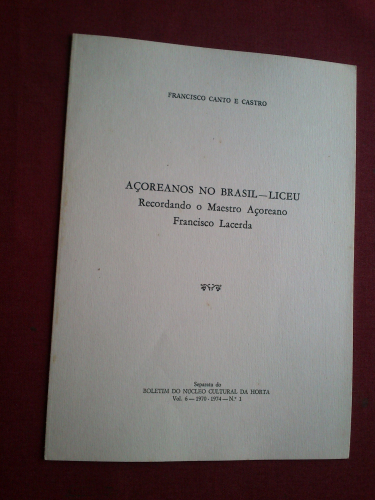 FRANCISCO CANTO E CASTRO
AÇOREANOS NO BRASIL—LICEU
Recordando o Maestro Açoreano
Francisco Lacerda
Separata do
BOLETIM DO NÚCLEO CULTURAL DA HORTA
Vol. 6 — 1970 - 1974 — N.º 1